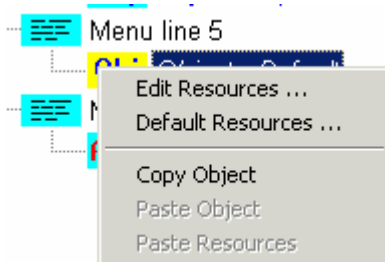 Menu line 5
Edit Resources ...
Default Resources ...
Copy Object
Paste Object
Paste Resources